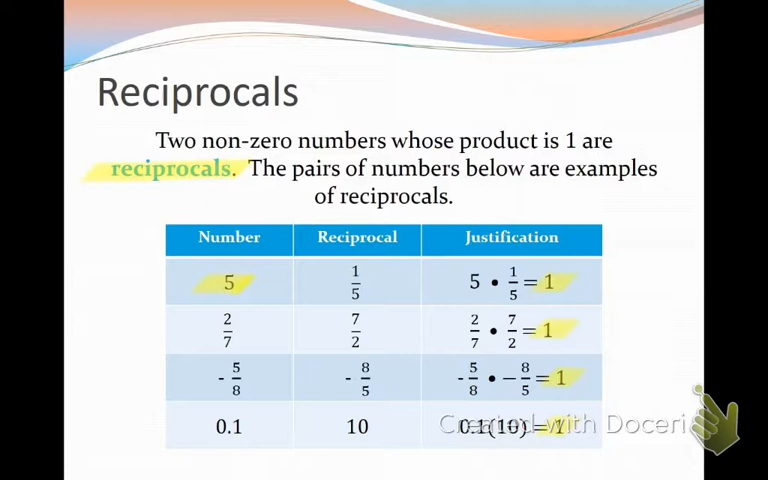 Reciprocals
Two non-zero numbers whose product is 1 are
reciprocals. The pairs of numbers below are examples
of reciprocals.
Number Reciprocal Justification
5 1/5 5 • 1/5 = 1
2/7 7/2 2/7 • 7/2 = 1
- 5/8 - 8/5 - 5/8 • − 8/5 = 1
0.1 10 0.1(10) = 1
Created with Doceri